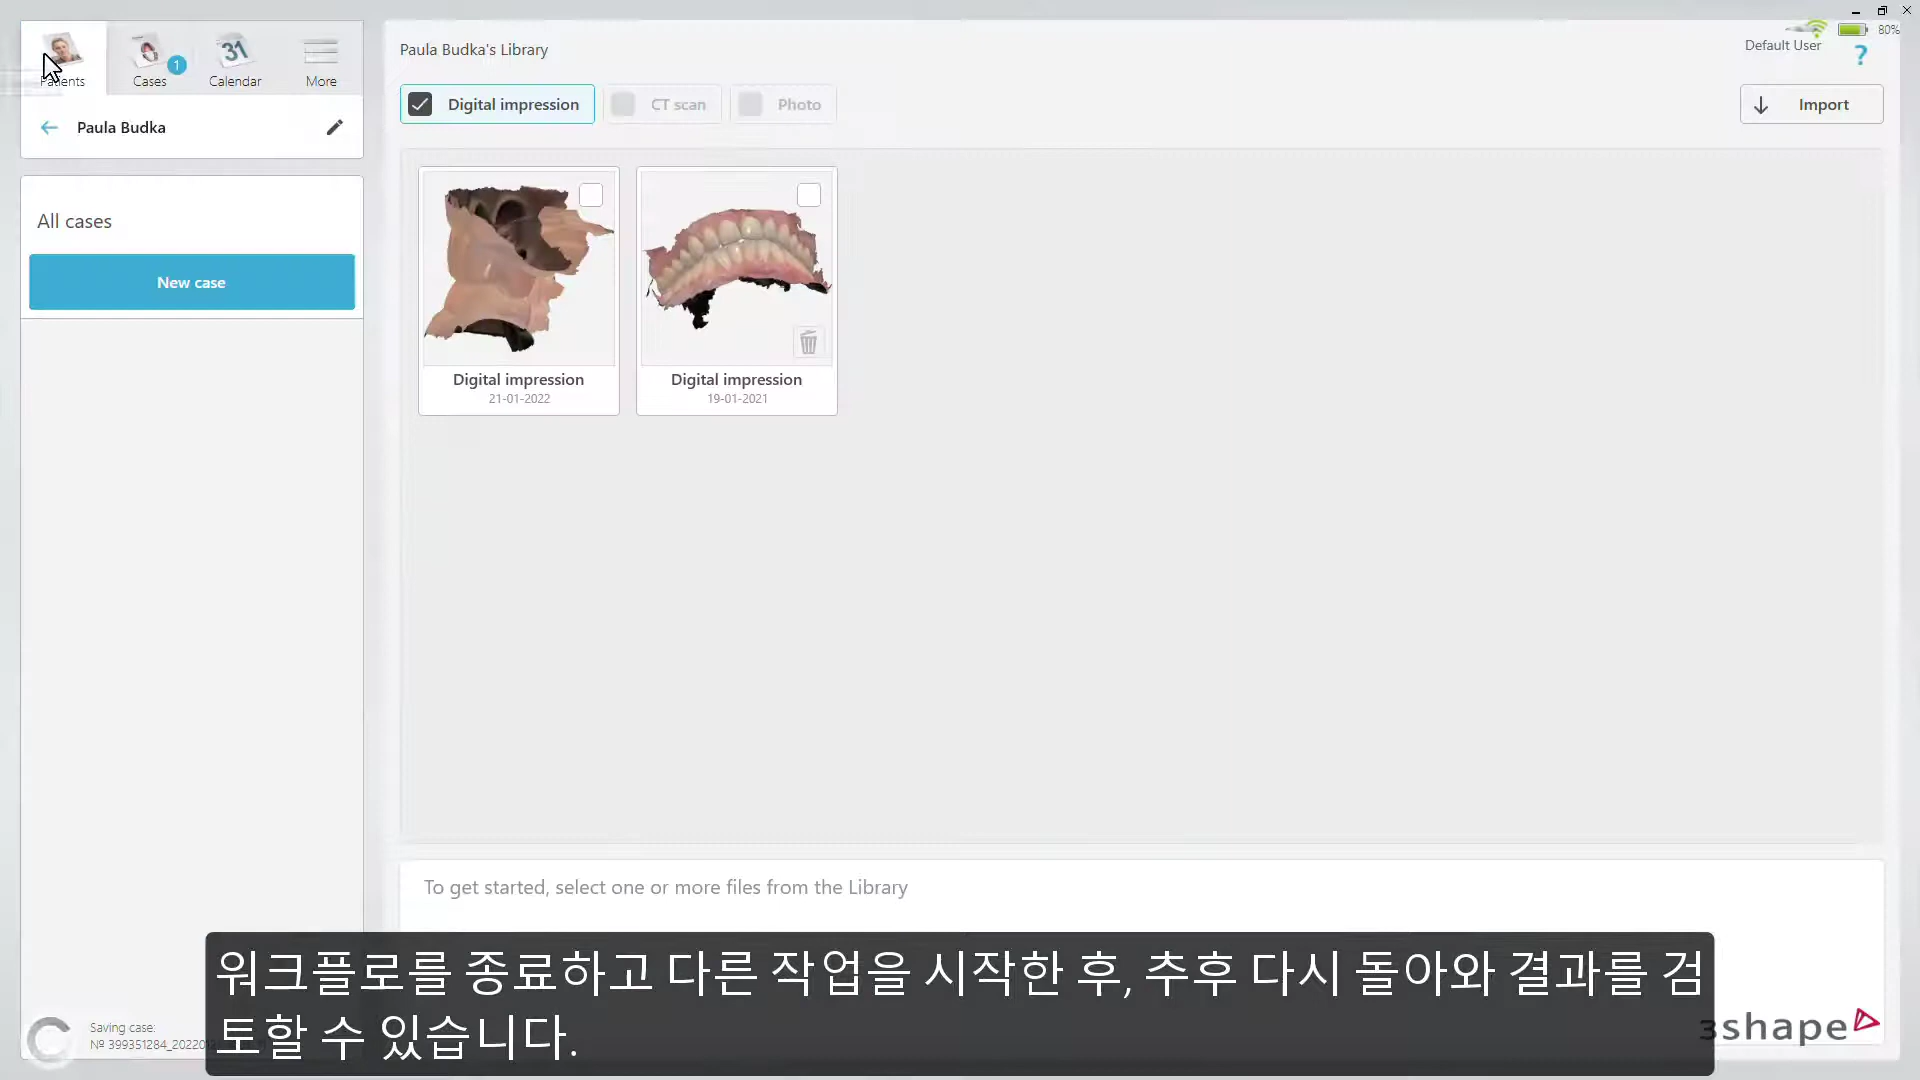 Patients
Cases
1
31
Calendar
More
Paula Budka
All cases
New case
Paula Budka's Library
Default User
80%
?
Digital impression
CT scan
Photo
Import
Digital impression
21-01-2022
Digital impression
19-01-2021
To get started, select one or more files from the Library
워크플로를 종료하고 다른 작업을 시작한 후, 추후 다시 돌아와 결과를 검
토할 수 있습니다.
Saving case:
№ 399351284_20220
3shape